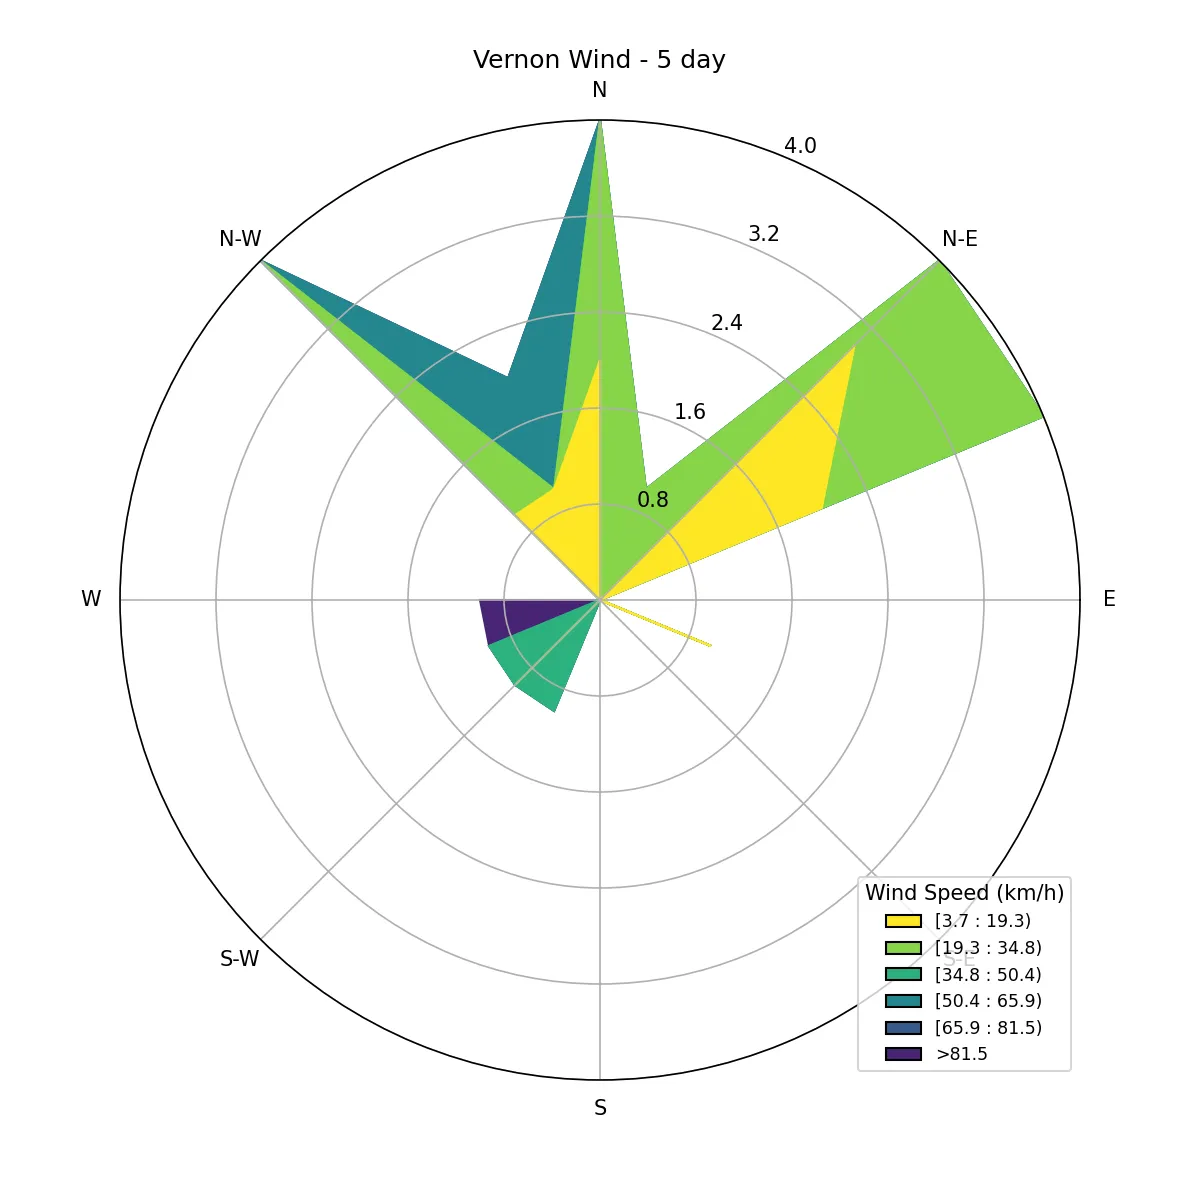 Vernon Wind - 5 day
N
4.0
N-W
3.2
N-E
2.4
1.6
0.8
W
E
Wind Speed (km/h)
[3.7 : 19.3)
[19.3 : 34.8)
S-W
S-E
[34.8 : 50.4)
[50.4 : 65.9)
[65.9 : 81.5)
>81.5
S